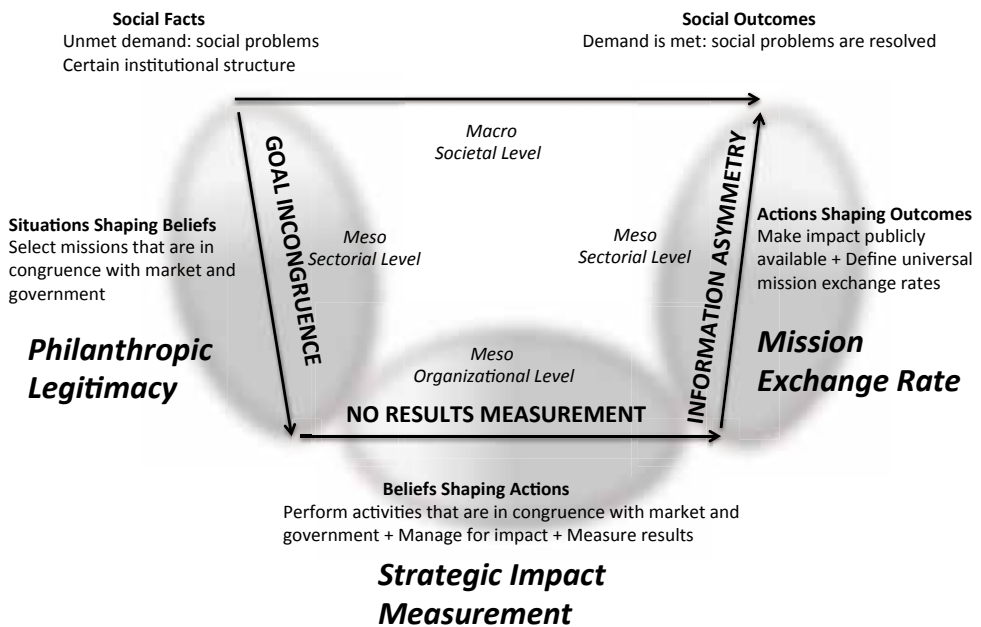 Social Facts
Unmet demand: social problems
Certain institutional structure
Social Outcomes
Demand is met: social problems are resolved
Macro
Societal Level
GOAL INCONGRUENCE
Situations Shaping Beliefs
Select missions that are in
congruence with market and
government
Meso
Sectorial Level
Meso
Sectorial Level
INFORMATION ASYMMETRY
Actions Shaping Outcomes
Make impact publicly
available + Define universal
mission exchange rates
Philanthropic
Legitimacy
Meso
Organizational Level
NO RESULTS MEASUREMENT
Mission
Exchange Rate
Beliefs Shaping Actions
Perform activities that are in congruence with market and
government + Manage for impact + Measure results
Strategic Impact
Measurement